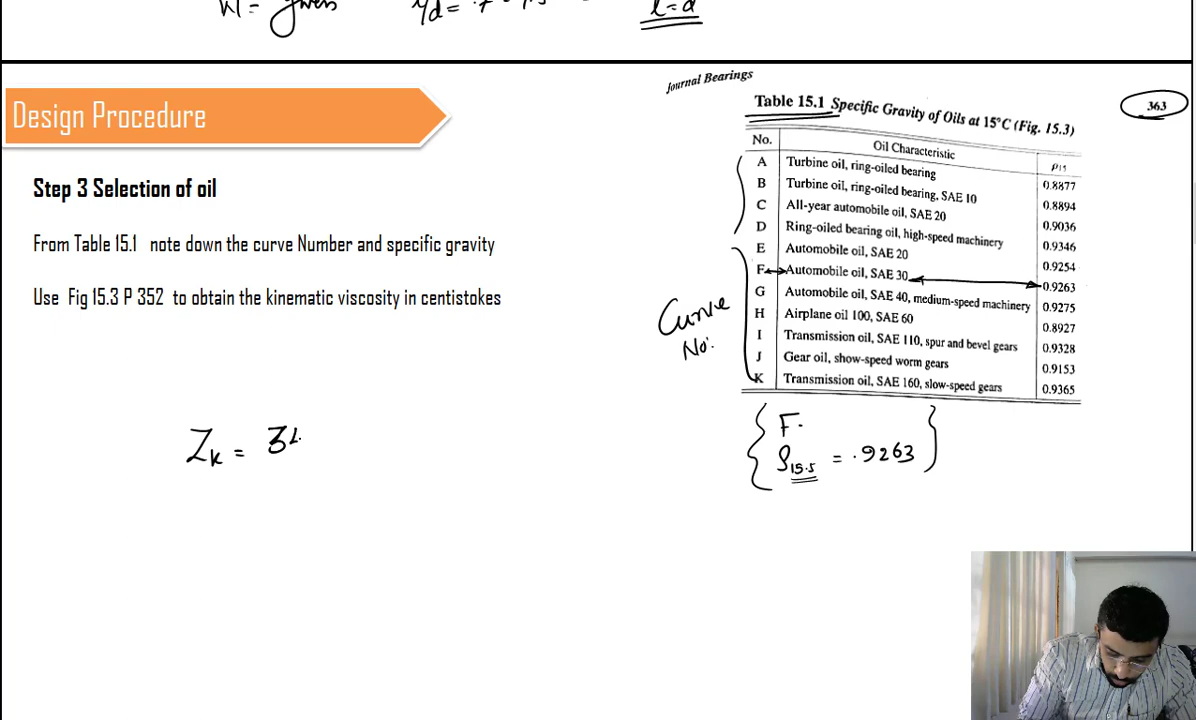 W = given
l/d =
l = d
Design Procedure
Step 3 Selection of oil
From Table 15.1 note down the curve Number and specific gravity
Use Fig 15.3 P 352 to obtain the kinematic viscosity in centistokes
Zk = 34
Journal Bearings
363
Table 15.1 Specific Gravity of Oils at 15°C (Fig. 15.3)
No. Oil Characteristic
A Turbine oil, ring-oiled bearing 0.8877
B Turbine oil, ring-oiled bearing, SAE 10 0.8894
C All-year automobile oil, SAE 20 0.9036
D Ring-oiled bearing oil, high-speed machinery 0.9346
E Automobile oil, SAE 20 0.9254
F Automobile oil, SAE 30 0.9263
G Automobile oil, SAE 40, medium-speed machinery 0.9275
H Airplane oil 100, SAE 60 0.8927
I Transmission oil, SAE 110, spur and bevel gears 0.9328
J Gear oil, show-speed worm gears 0.9153
K Transmission oil, SAE 160, slow-speed gears 0.9365
Curve
No:
F.
ρ15.5 = .9263